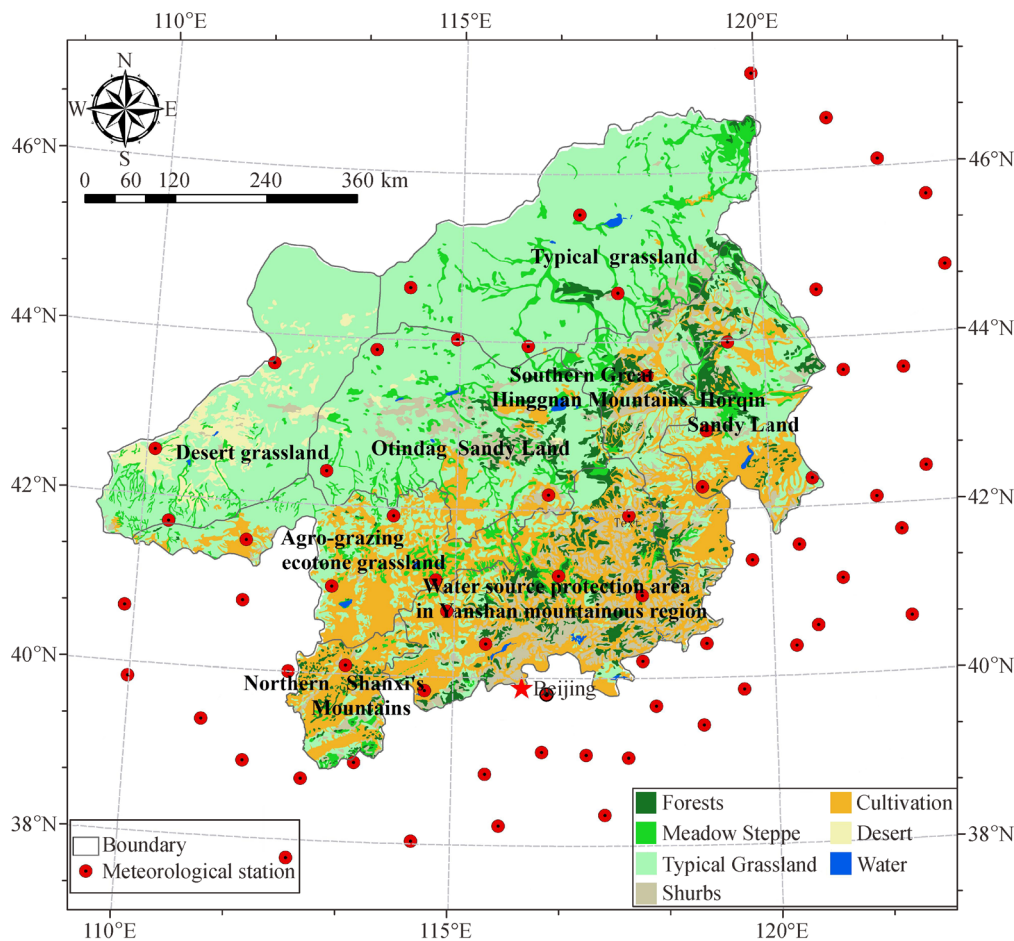 110°E 115°E 120°E
N
W E
S
46°N 46°N
0 60 120 240 360 km
Typical grassland
44°N 44°N
Southern Great
Hinggnan Mountains Horqin
Sandy Land
Desert grassland Otindag Sandy Land
42°N 42°N
Text
Agro-grazing
ecotone grassland
Water source protection area
in Yanshan mountainous region
40°N 40°N
Northern Shanxi's
Mountains
Beijing
Forests Cultivation
Meadow Steppe Desert
Typical Grassland Water
Shurbs
38°N 38°N
Boundary
Meteorological station
110°E 115°E 120°E